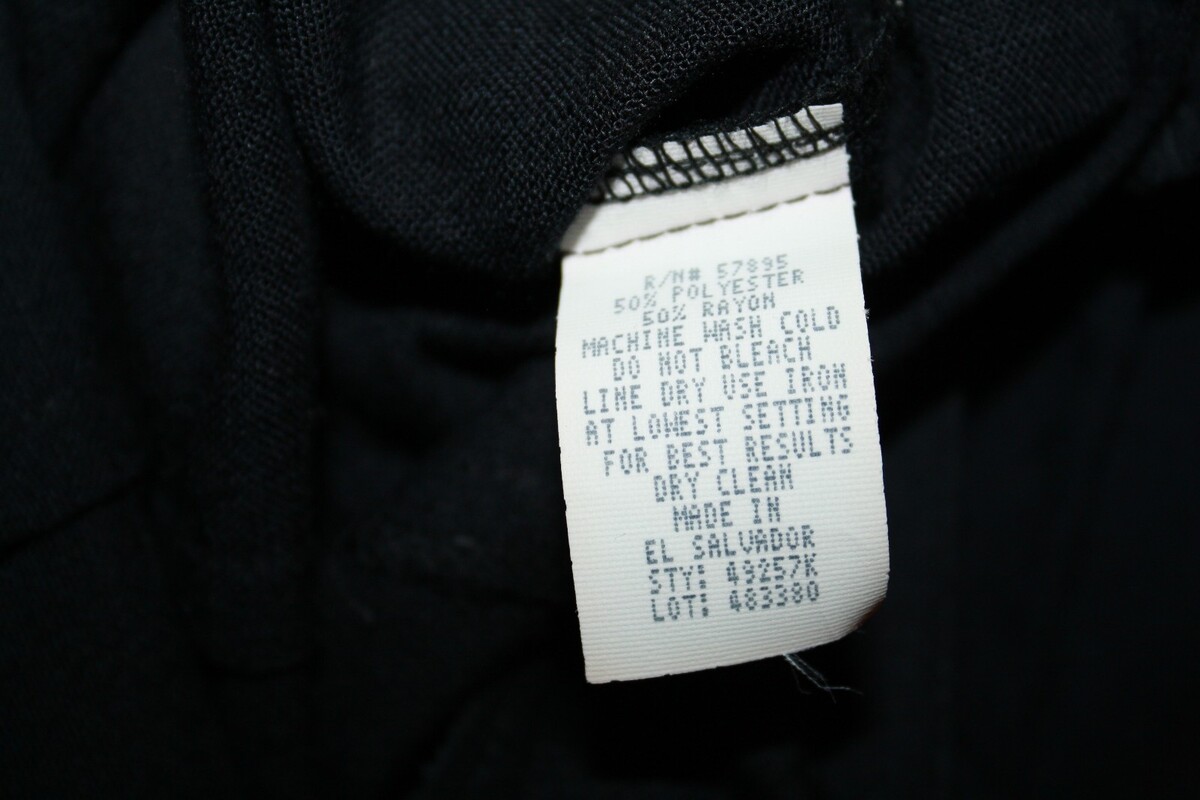 R/N# 57895
50% POLYESTER
50% RAYON
MACHINE WASH COLD
DO NOT BLEACH
LINE DRY USE IRON
AT LOWEST SETTING
FOR BEST RESULTS
DRY CLEAN
MADE IN
EL SALVADOR
STY: 49257K
LOT: 483380